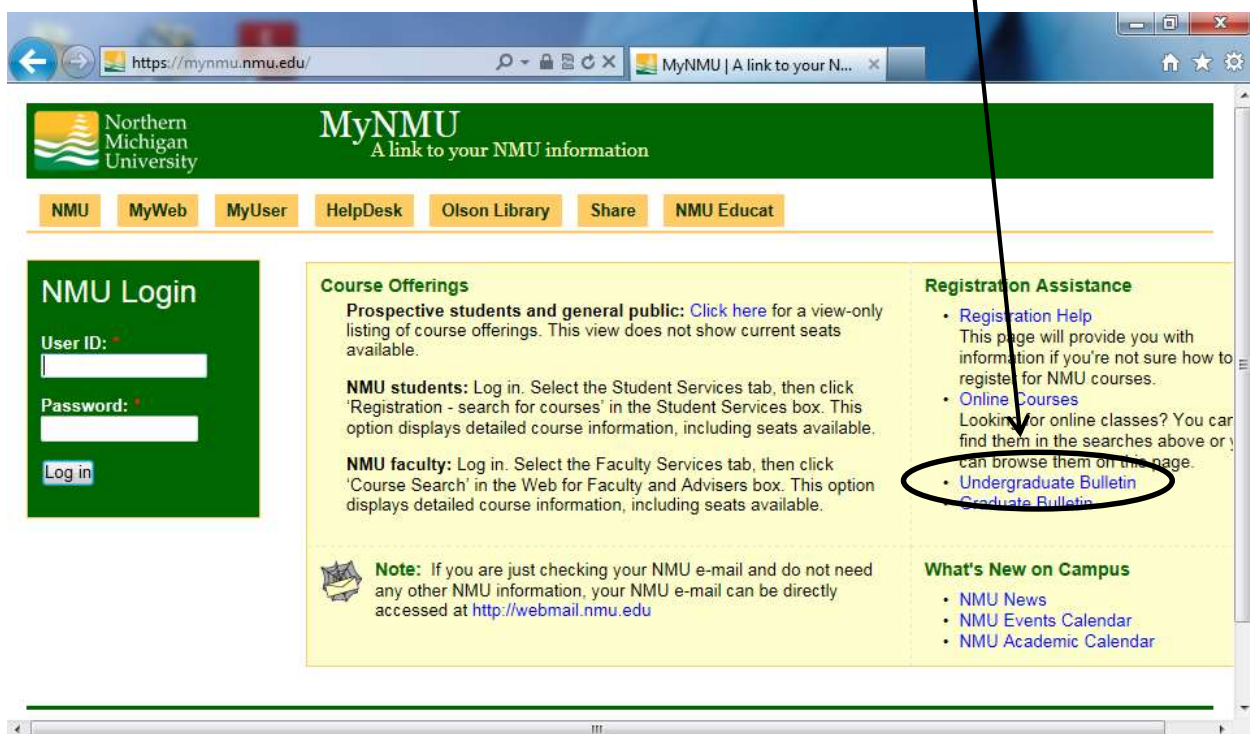 https://mynmu.nmu.edu/
MyNMU | A link to your N...
Northern
Michigan
University
MyNMU
A link to your NMU information
NMU MyWeb MyUser HelpDesk Olson Library Share NMU Educat
NMU Login
User ID: *
Password: *
Log in
Course Offerings
Prospective students and general public: Click here for a view-only
listing of course offerings. This view does not show current seats
available.
NMU students: Log in. Select the Student Services tab, then click
'Registration - search for courses' in the Student Services box. This
option displays detailed course information, including seats available.
NMU faculty: Log in. Select the Faculty Services tab, then click
'Course Search' in the Web for Faculty and Advisers box. This option
displays detailed course information, including seats available.
Note: If you are just checking your NMU e-mail and do not need
any other NMU information, your NMU e-mail can be directly
accessed at http://webmail.nmu.edu
Registration Assistance
• Registration Help
This page will provide you with
information if you're not sure how to
register for NMU courses.
• Online Courses
Looking for online classes? You can
find them in the searches above or
can browse them on this page.
• Undergraduate Bulletin
• Graduate Bulletin
What's New on Campus
• NMU News
• NMU Events Calendar
• NMU Academic Calendar